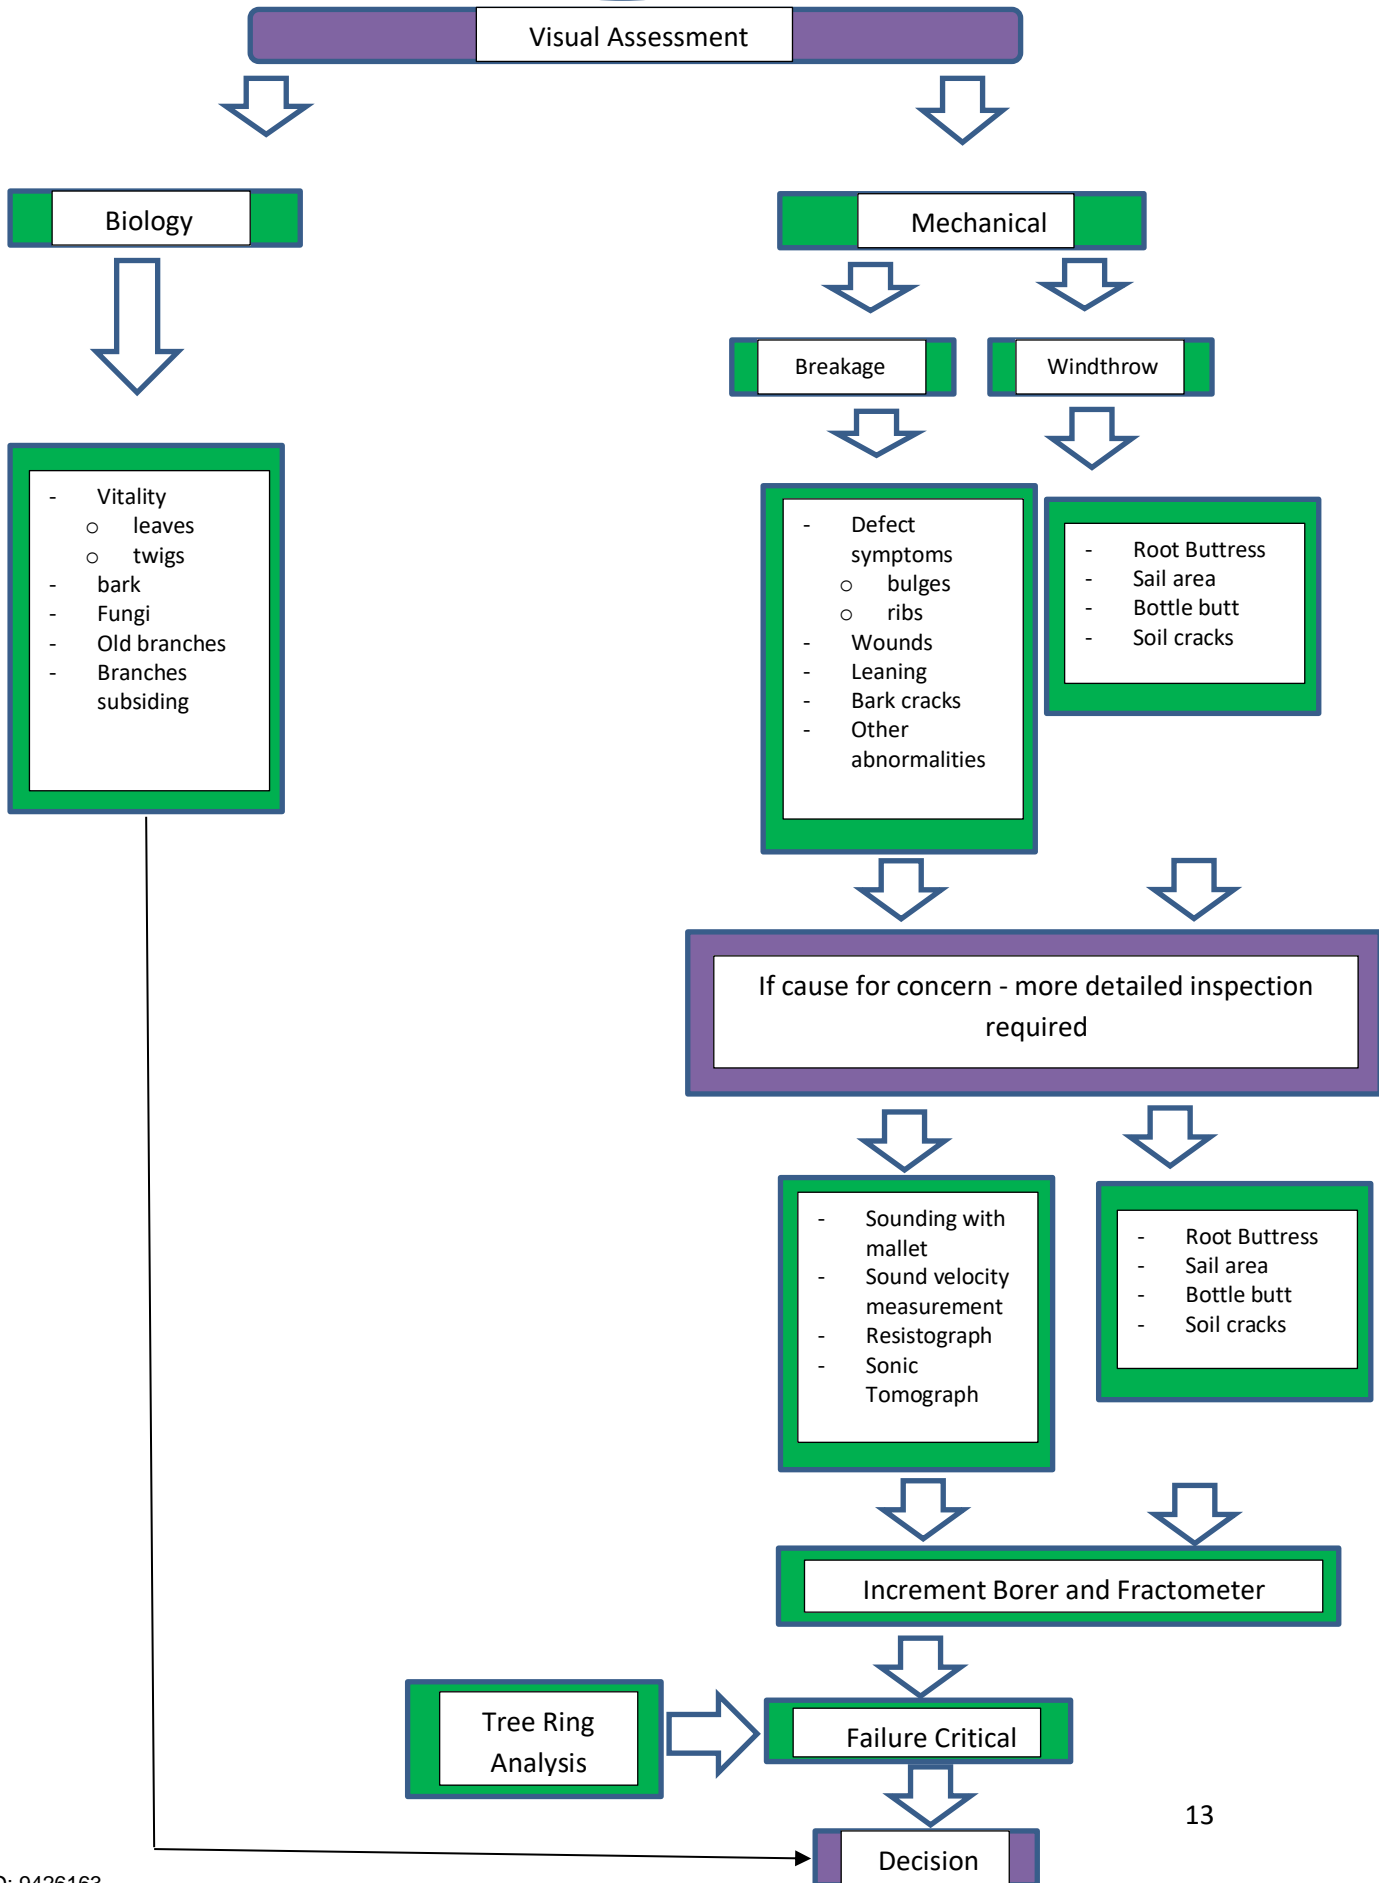 Visual Assessment
Biology
Mechanical
Breakage
Windthrow
- Vitality
o leaves
o twigs
- bark
- Fungi
- Old branches
- Branches
subsiding
- Defect
symptoms
o bulges
o ribs
- Wounds
- Leaning
- Bark cracks
- Other
abnormalities
- Root Buttress
- Sail area
- Bottle butt
- Soil cracks
If cause for concern - more detailed inspection
required
- Sounding with
mallet
- Sound velocity
measurement
- Resistograph
- Sonic
Tomograph
- Root Buttress
- Sail area
- Bottle butt
- Soil cracks
Increment Borer and Fractometer
Tree Ring
Analysis
Failure Critical
13
Decision